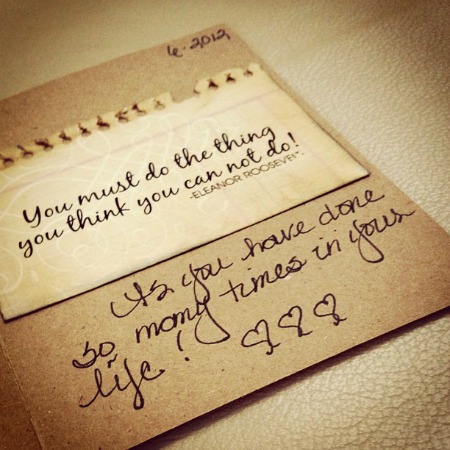 6-2012
You must do the thing
you think you can not do!
-ELEANOR ROOSEVELT.
As you have done
so many times in your
life!